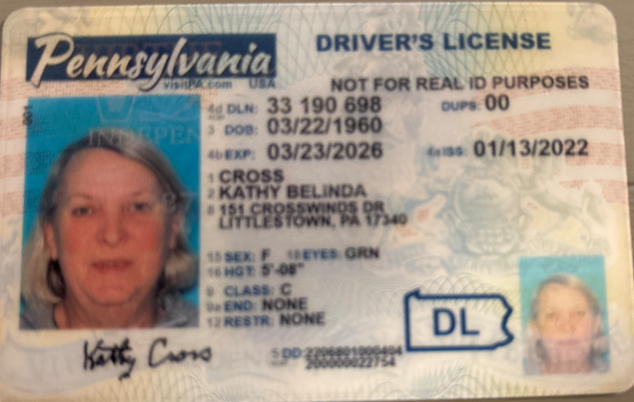 Pennsylvania
visitPA.com USA
DRIVER'S LICENSE
NOT FOR REAL ID PURPOSES
4d DLN: 33 190 698 DUPS: 00
3 DOB: 03/22/1960
4b EXP: 03/23/2026 4a ISS: 01/13/2022
1 CROSS
2 KATHY BELINDA
8 151 CROSSWINDS DR
LITTLESTOWN, PA 17340
15 SEX: F 18 EYES: GRN
16 HGT: 5'-08"
9 CLASS: C
9a END: NONE
12 RESTR: NONE
DL
Kathy Cross
5 DD: 2206801000404
200000022754